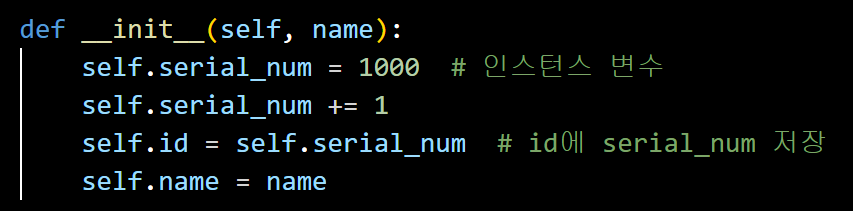 def __init__(self, name):
    self.serial_num = 1000  # 인스턴스 변수
    self.serial_num += 1
    self.id = self.serial_num  # id에 serial_num 저장
    self.name = name